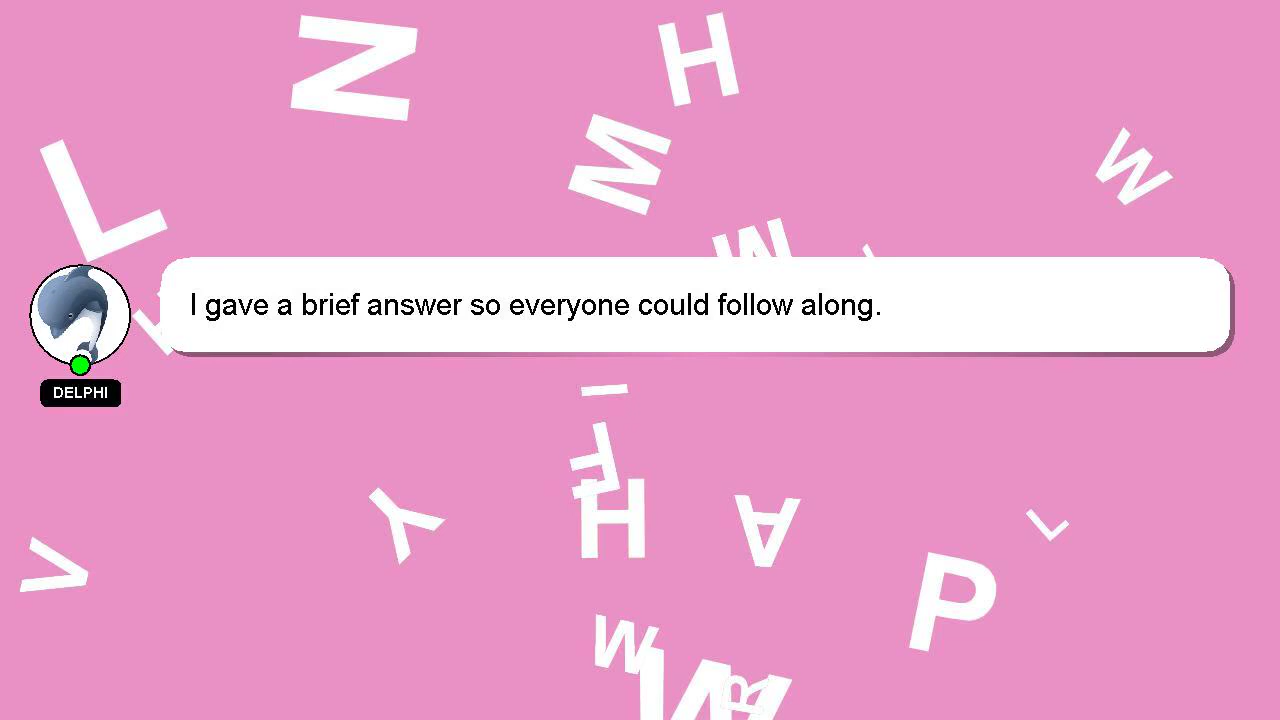 I gave a brief answer so everyone could follow along.
DELPHI
N
H
M
L
W
W
I
F
H
A
Y
L
V
P
W
W
R